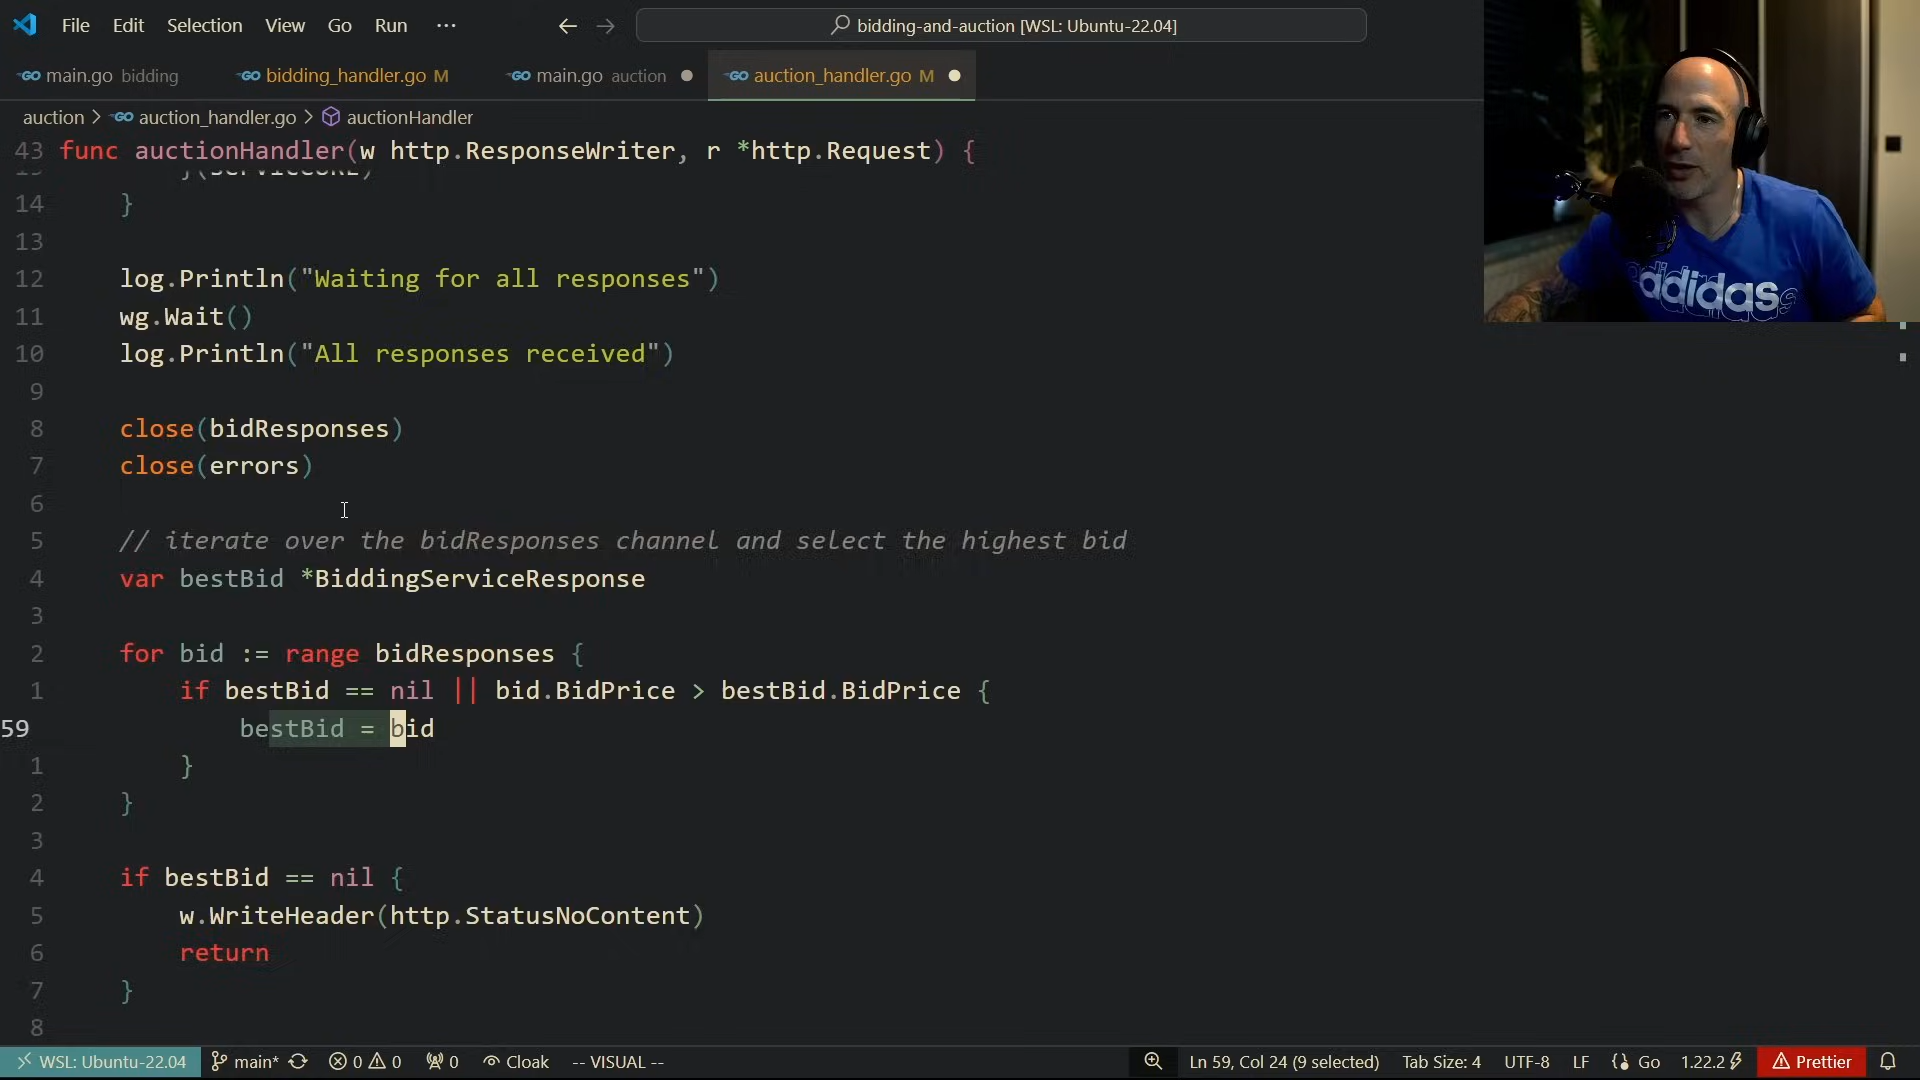 File Edit Selection View Go Run ··· ← → bidding-and-auction [WSL: Ubuntu-22.04]
main.go bidding bidding_handler.go M main.go auction auction_handler.go M
auction > auction_handler.go > auctionHandler
43 func auctionHandler(w http.ResponseWriter, r *http.Request) {
14 }
13
12 log.Println("Waiting for all responses")
11 wg.Wait()
10 log.Println("All responses received")
9
8 close(bidResponses)
7 close(errors)
6
5 // iterate over the bidResponses channel and select the highest bid
4 var bestBid *BiddingServiceResponse
3
2 for bid := range bidResponses {
1 if bestBid == nil || bid.BidPrice > bestBid.BidPrice {
59 bestBid = bid
1 }
2 }
3
4 if bestBid == nil {
5 w.WriteHeader(http.StatusNoContent)
6 return
7 }
8
WSL: Ubuntu-22.04 main* 0 0 0 Cloak -- VISUAL -- Ln 59, Col 24 (9 selected) Tab Size: 4 UTF-8 LF Go 1.22.2 Prettier
adidas